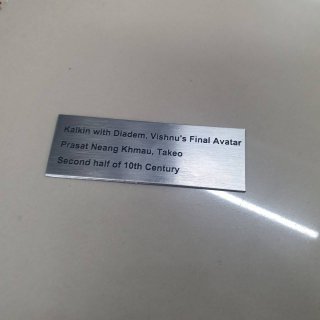 Kalkin with Diadem, Vishnu's Final Avatar
Prasat Neang Khmau, Takeo
Second half of 10th Century